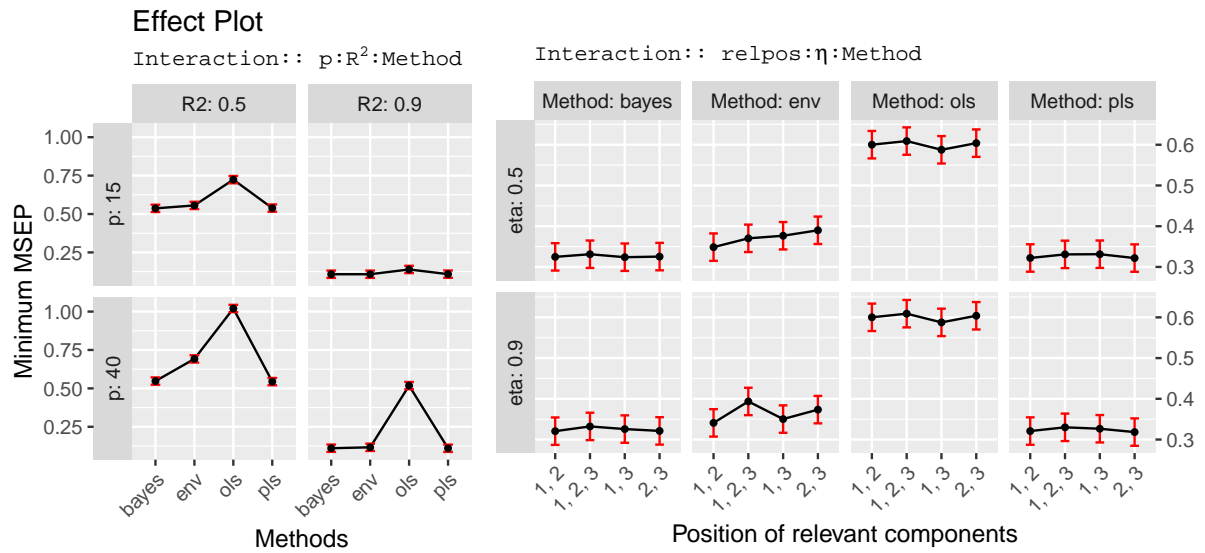 Effect Plot
Interaction:: p:R²:Method
R2: 0.5
R2: 0.9
Minimum MSEP
p: 15
1.00
0.75
0.50
0.25
p: 40
1.00
0.75
0.50
0.25
bayes
env
ols
pls
bayes
env
ols
pls
Methods
Interaction:: relpos:η:Method
Method: bayes
Method: env
Method: ols
Method: pls
eta: 0.5
0.6
0.5
0.4
0.3
eta: 0.9
0.6
0.5
0.4
0.3
1, 2
1, 2, 3
1, 3
2, 3
1, 2
1, 2, 3
1, 3
2, 3
1, 2
1, 2, 3
1, 3
2, 3
1, 2
1, 2, 3
1, 3
2, 3
Position of relevant components